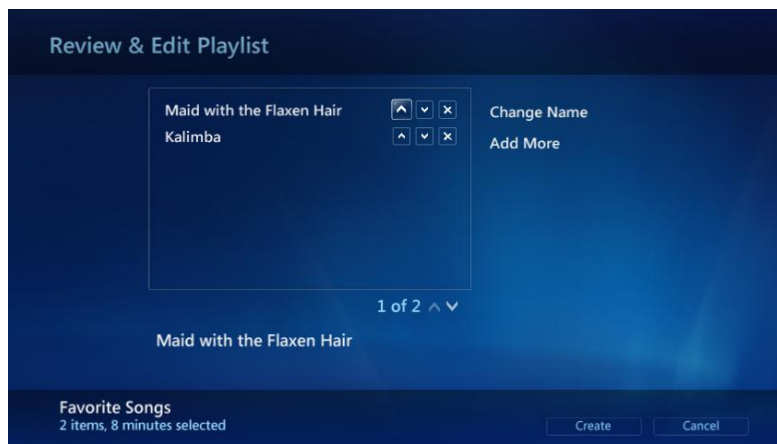 Review & Edit Playlist
Maid with the Flaxen Hair
Kalimba
Change Name
Add More
1 of 2
Maid with the Flaxen Hair
Favorite Songs
2 items, 8 minutes selected
Create Cancel